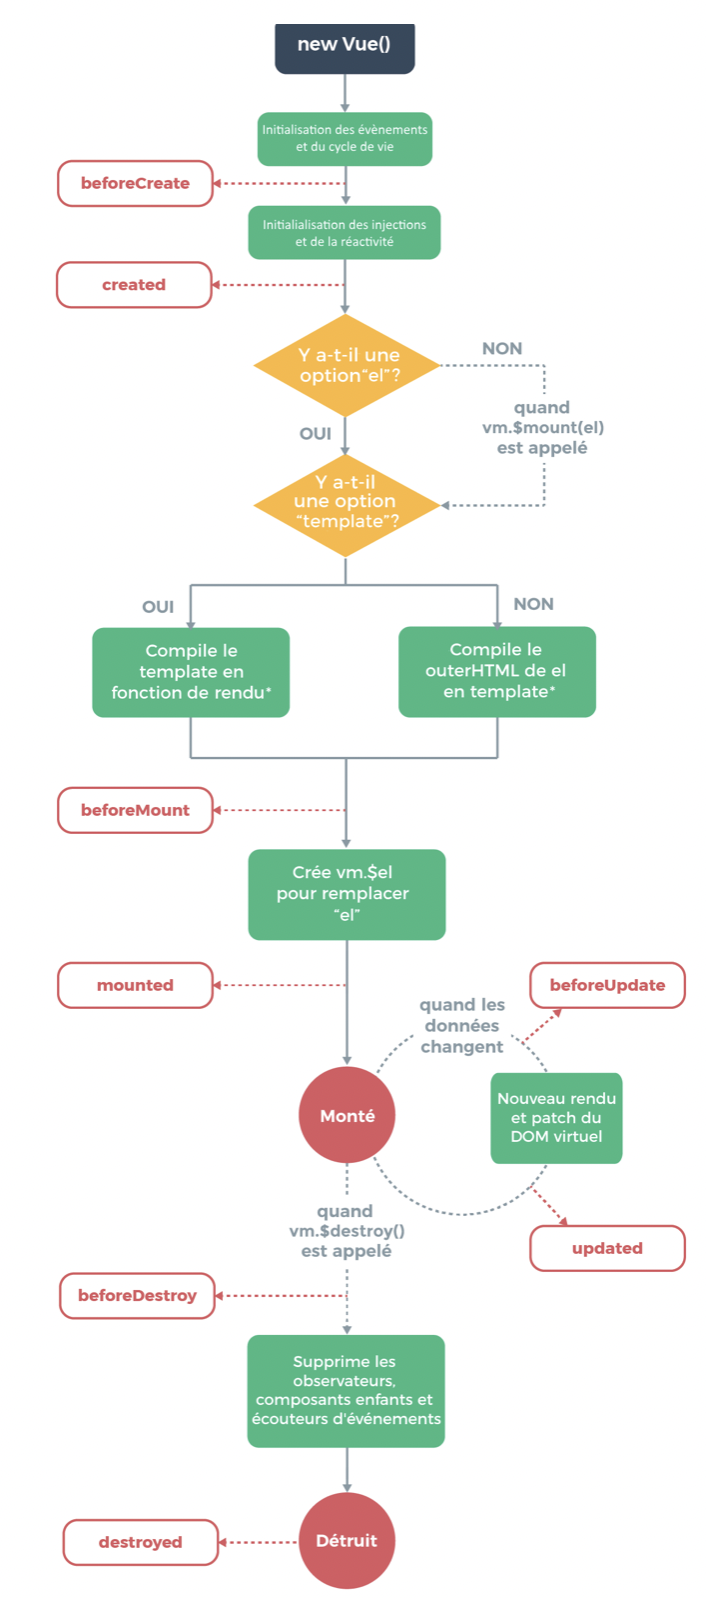 new Vue()
Initialisation des évènements
et du cycle de vie
beforeCreate
Initialialisation des injections
et de la réactivité
created
Y a-t-il une
option“el”?
NON
quand
vm.$mount(el)
est appelé
OUI
Y a-t-il
une option
“template”?
OUI
NON
Compile le
template en
fonction de rendu*
Compile le
outerHTML de el
en template*
beforeMount
Crée vm.$el
pour remplacer
“el”
mounted
quand les
données
changent
beforeUpdate
Nouveau rendu
et patch du
DOM virtuel
Monté
updated
quand
vm.$destroy()
est appelé
beforeDestroy
Supprime les
observateurs,
composants enfants et
écouteurs d'événements
Détruit
destroyed